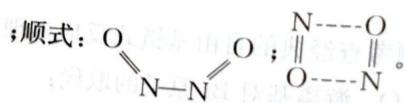 ;顺式: O N—N O ; N---O O---N 。